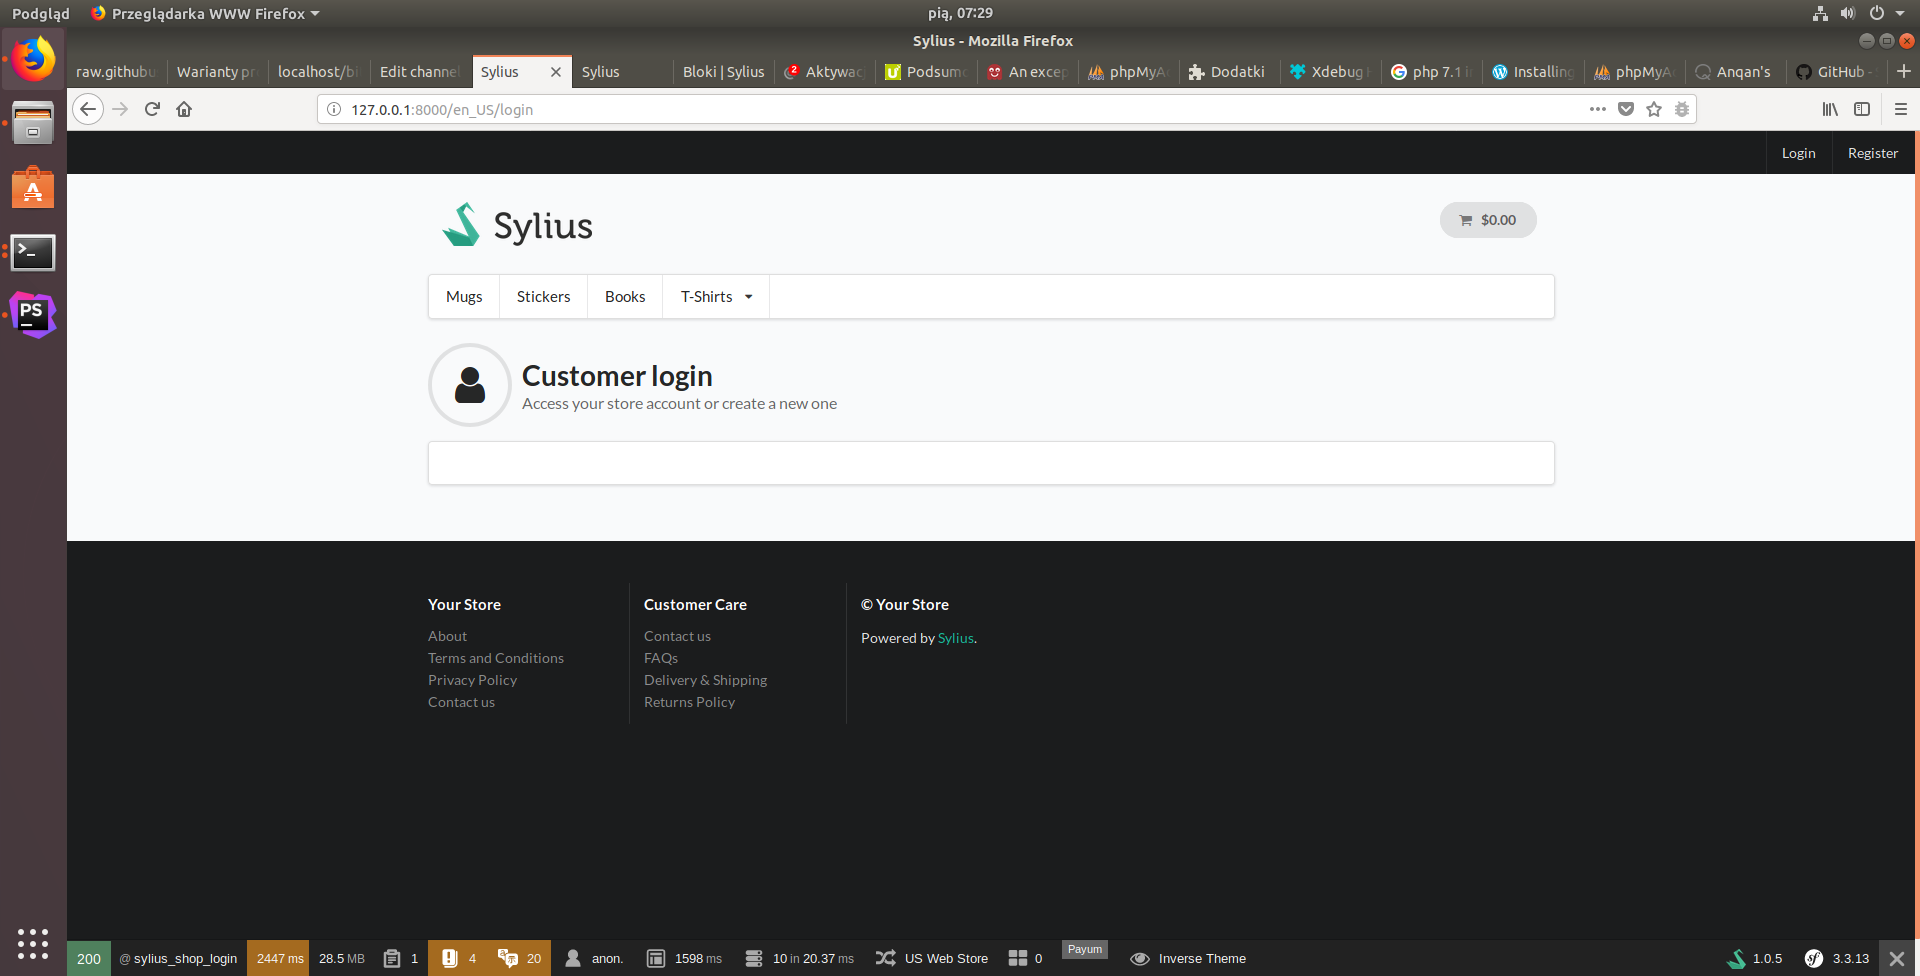 Podgląd Przeglądarka WWW Firefox pią, 07:29
Sylius - Mozilla Firefox
raw.githubu Warianty pr localhost/bi Edit channel Sylius Sylius Bloki | Sylius 2 Aktywac Podsumo An excep phpMyAd Dodatki Xdebug php 7.1 i Installing phpMyAd Anqan's GitHub -
127.0.0.1:8000/en_US/login
Login Register
Sylius $0.00
Mugs Stickers Books T-Shirts
Customer login
Access your store account or create a new one
Your Store
About
Terms and Conditions
Privacy Policy
Contact us
Customer Care
Contact us
FAQs
Delivery & Shipping
Returns Policy
© Your Store
Powered by Sylius.
Payum
200 @ sylius_shop_login 2447 ms 28.5 MB 1 4 20 anon. 1598 ms 10 in 20.37 ms US Web Store 0 Inverse Theme 1.0.5 3.3.13